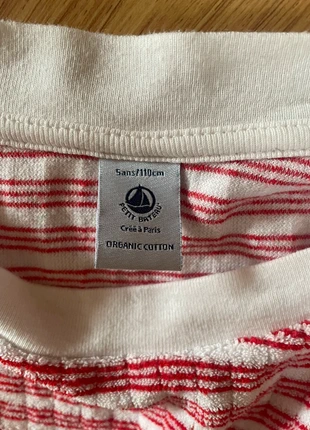 5ans/110cm
PETIT BATEAU
Créé à Paris
ORGANIC COTTON